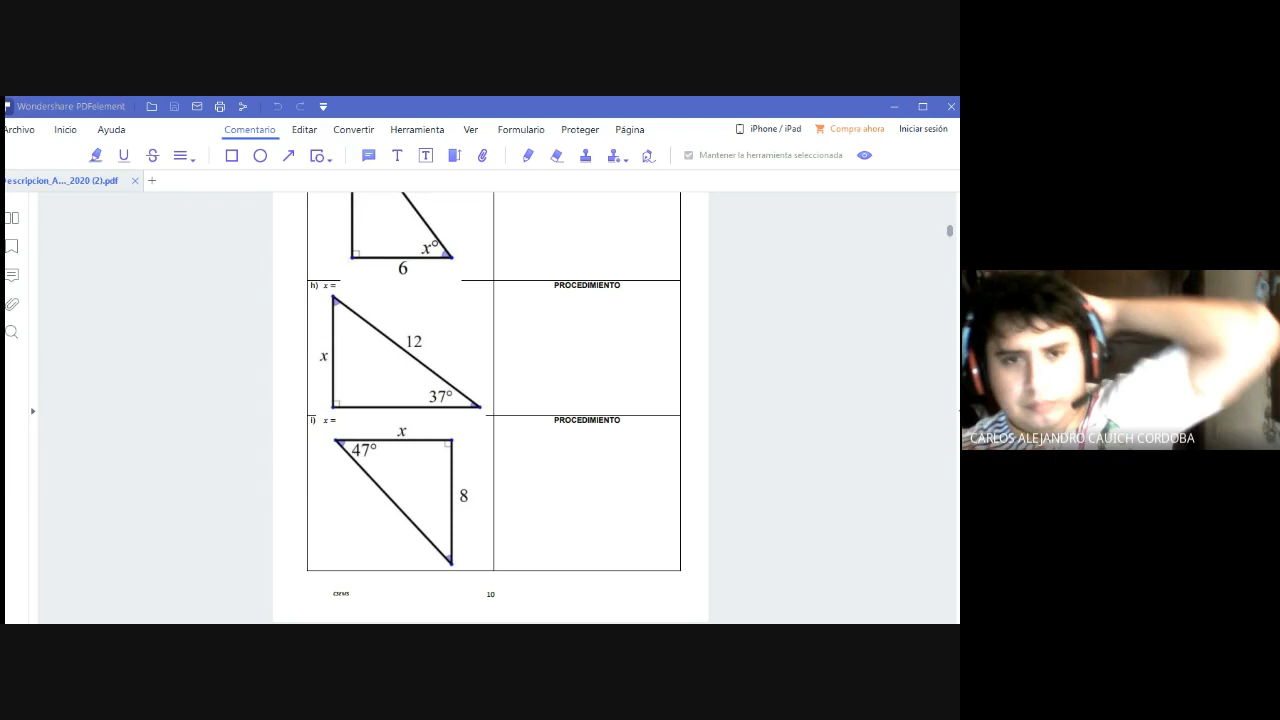 Wondershare PDFelement
Archivo Inicio Ayuda Comentario Editar Convertir Herramienta Ver Formulario Proteger Página iPhone / iPad Compra ahora Iniciar sesión
T T Mantener la herramienta seleccionada
Descripcion_A..._2020 (2).pdf × +
x°
6
h) x = PROCEDIMIENTO
12
x
37°
i) x = PROCEDIMIENTO
x
47°
8
CSEMS 10
CARLOS ALEJANDRO CAUICH CORDOBA